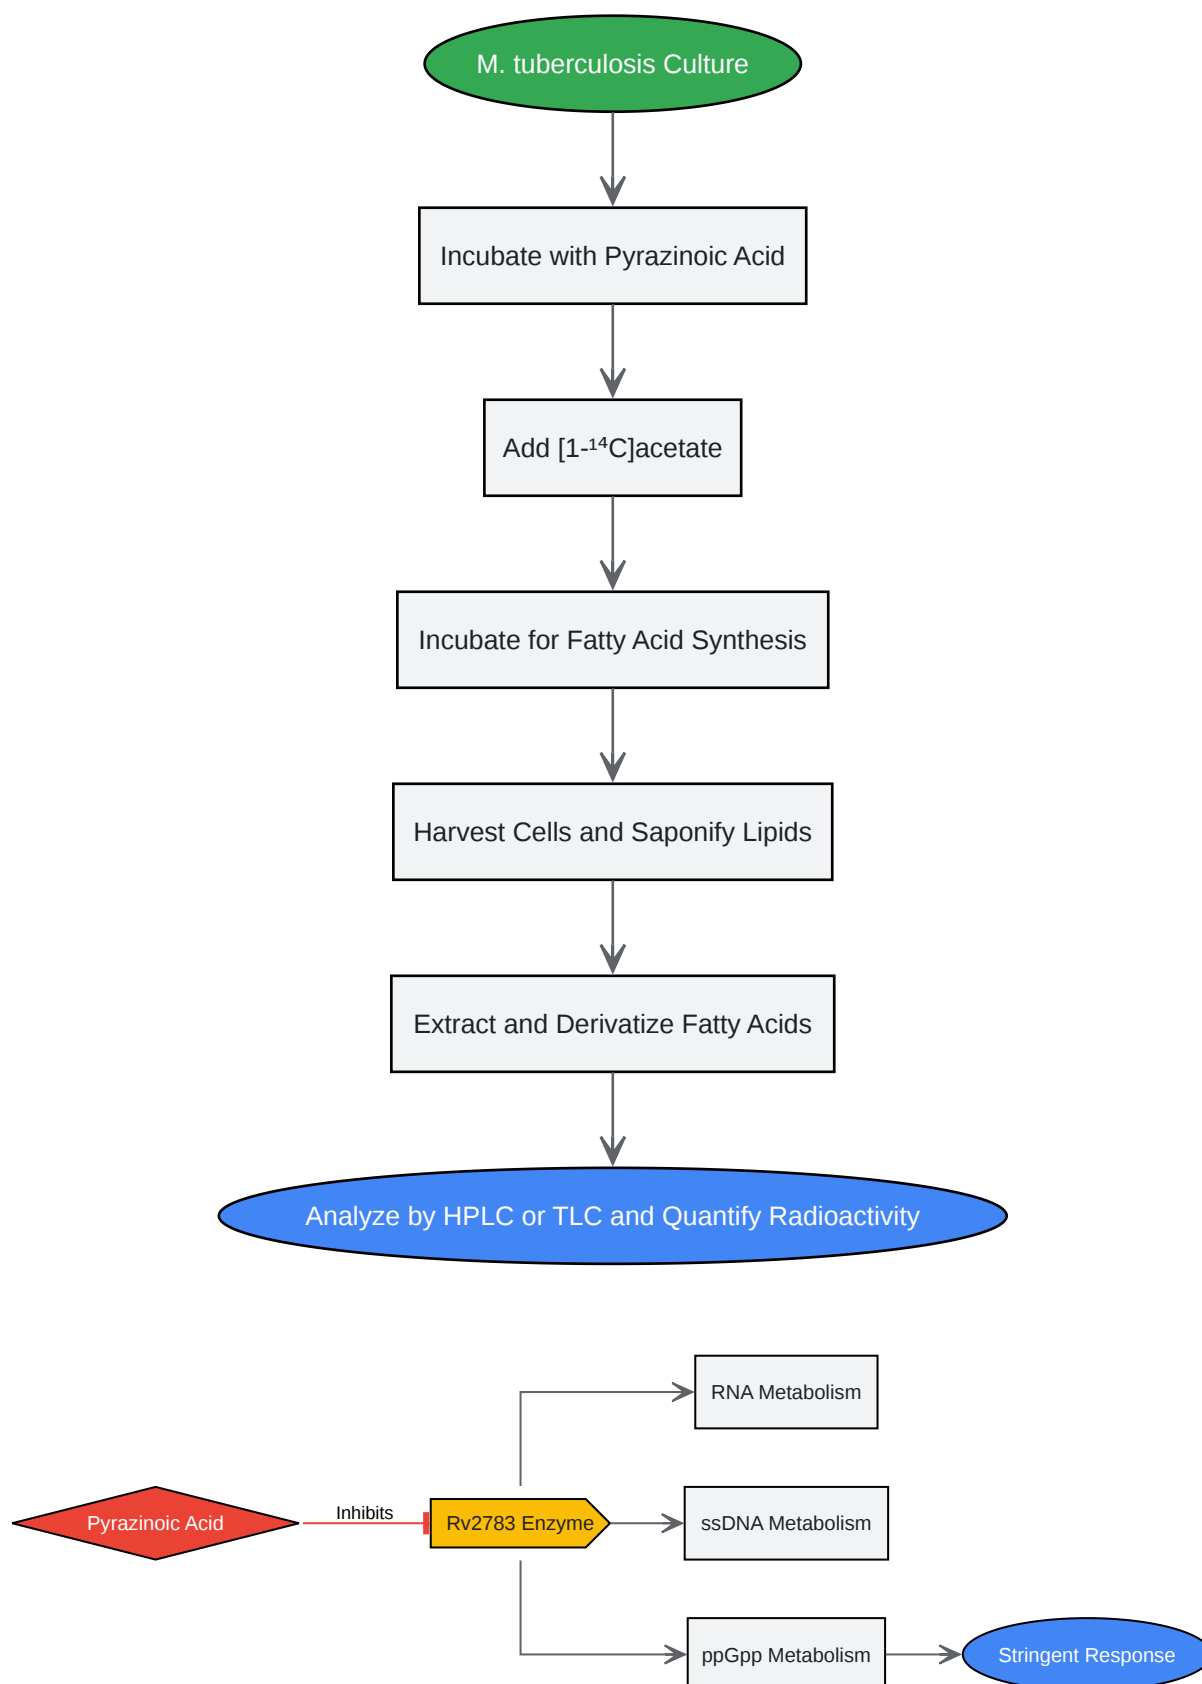 M. tuberculosis Culture
Incubate with Pyrazinoic Acid
Add [1-¹⁴C]acetate
Incubate for Fatty Acid Synthesis
Harvest Cells and Saponify Lipids
Extract and Derivatize Fatty Acids
Analyze by HPLC or TLC and Quantify Radioactivity
RNA Metabolism
Pyrazinoic Acid
Inhibits
Rv2783 Enzyme
ssDNA Metabolism
ppGpp Metabolism
Stringent Response